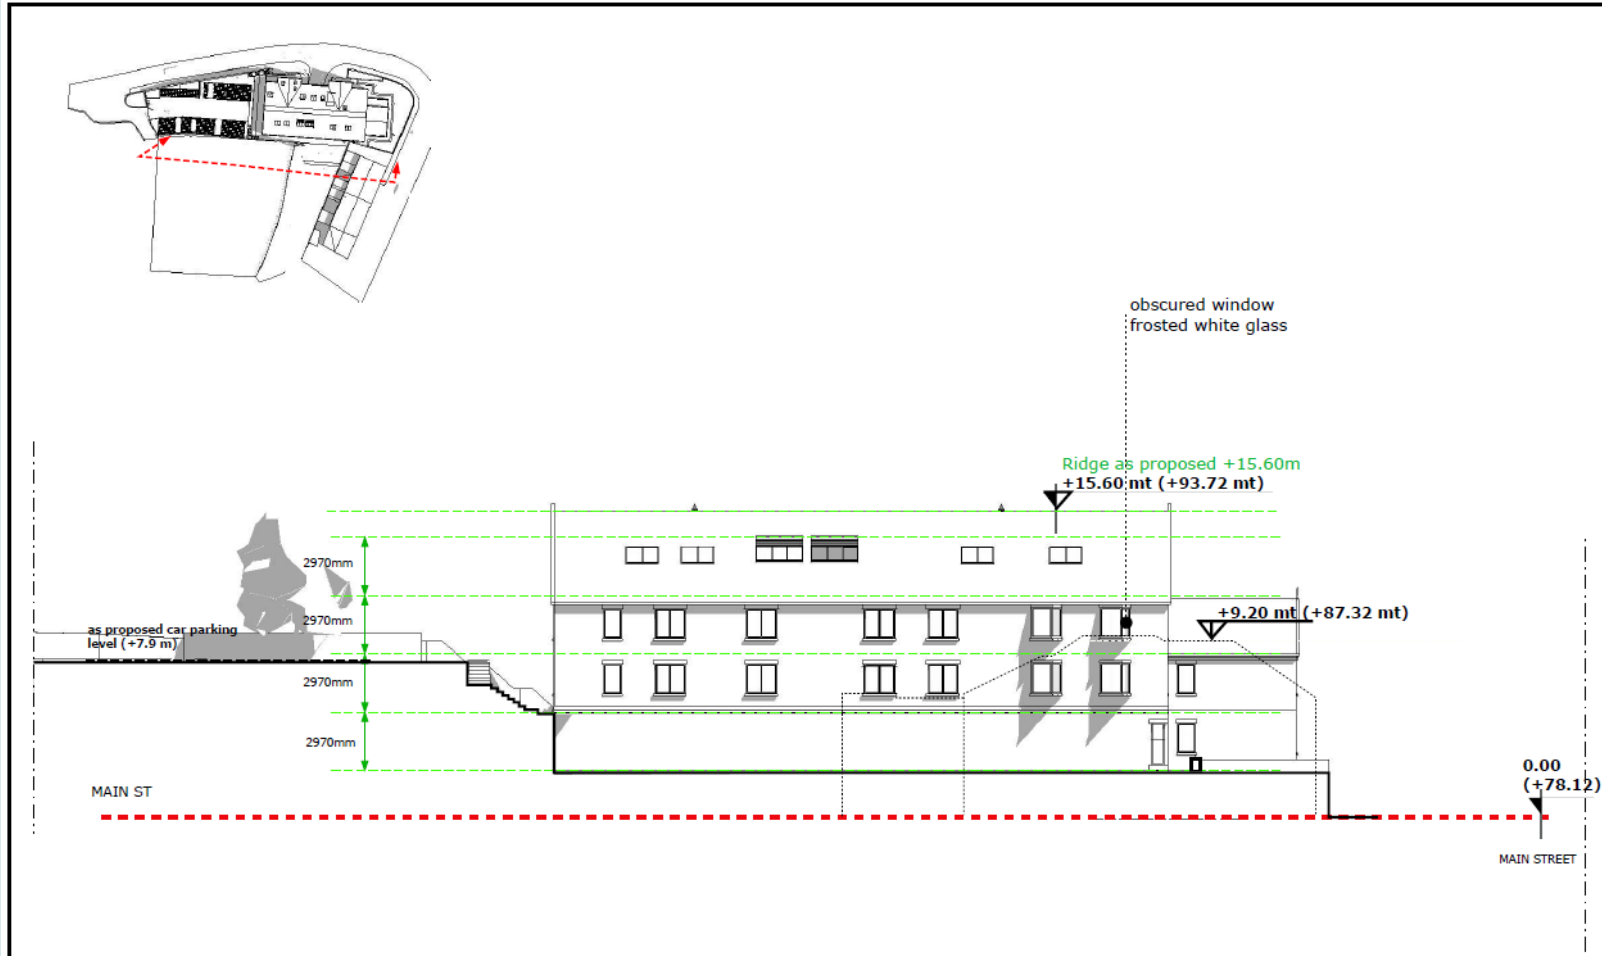 obscured window
frosted white glass
Ridge as proposed +15.60m
+15.60 mt (+93.72 mt)
2970mm
+9.20 mt (+87.32 mt)
2970mm
as proposed car parking
level (+7.9 m)
2970mm
2970mm
0.00
(+78.12)
MAIN ST
MAIN STREET